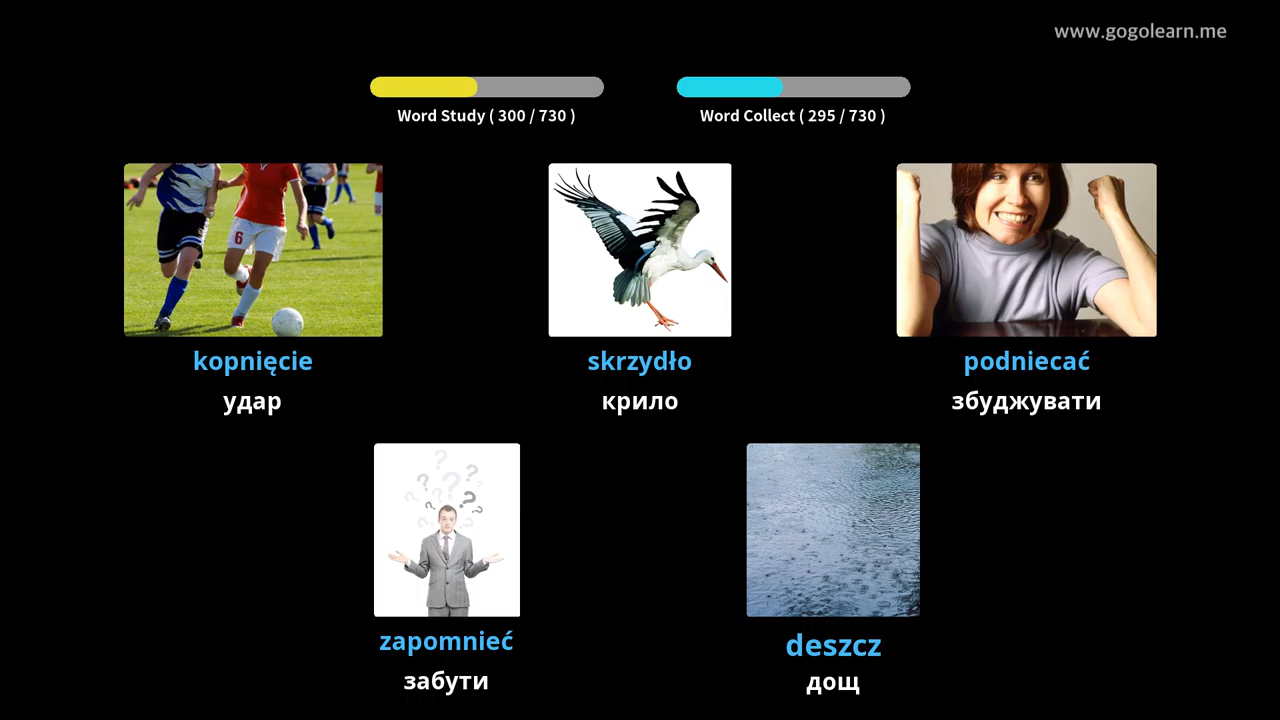 www.gogolearn.me
Word Study ( 300 / 730 )
Word Collect ( 295 / 730 )
6
kopnięcie
skrzydło
podniecać
удар
крило
збуджувати
zapomnieć
deszcz
забути
дощ